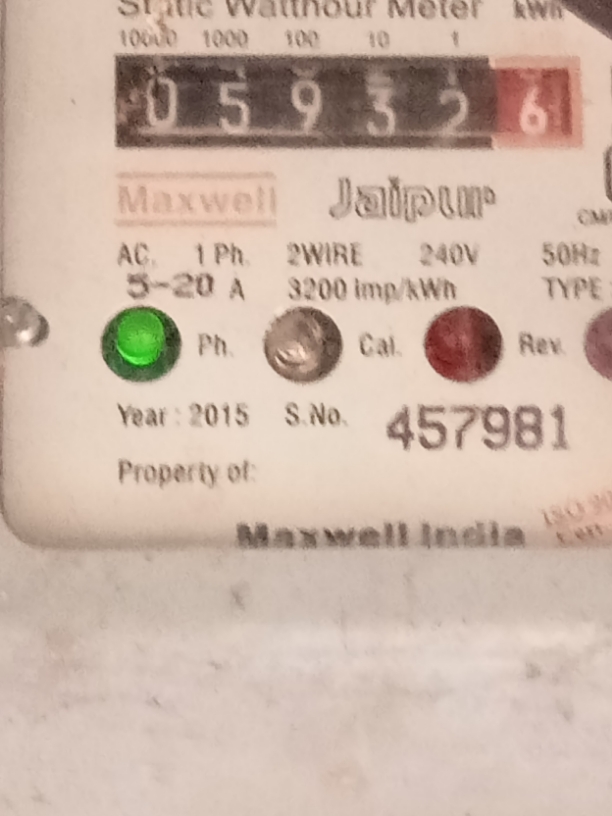 Static Watthour Meter kWh
10000 1000 100 10 1
0 5 9 3 2 6
Maxwell Jaipur
AC. 1 Ph. 2WIRE 240V 50Hz
5-20 A 3200 imp/kWh TYPE
Ph. Cal. Rev.
Year : 2015 S.No. 457981
Property of:
Maxwell India